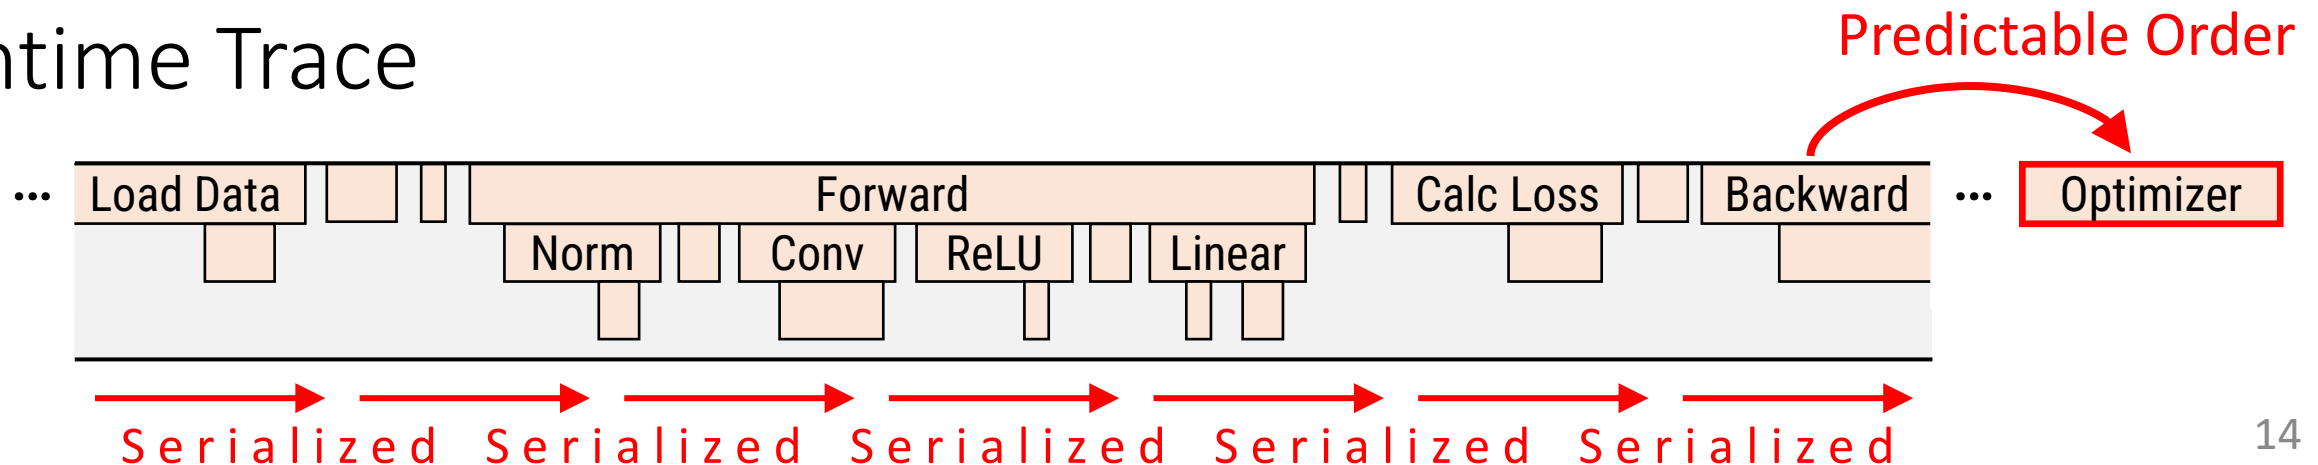 ntime Trace
Predictable Order
... Load Data Forward Calc Loss Backward ... Optimizer
Norm Conv ReLU Linear
Serialized Serialized Serialized Serialized Serialized
14